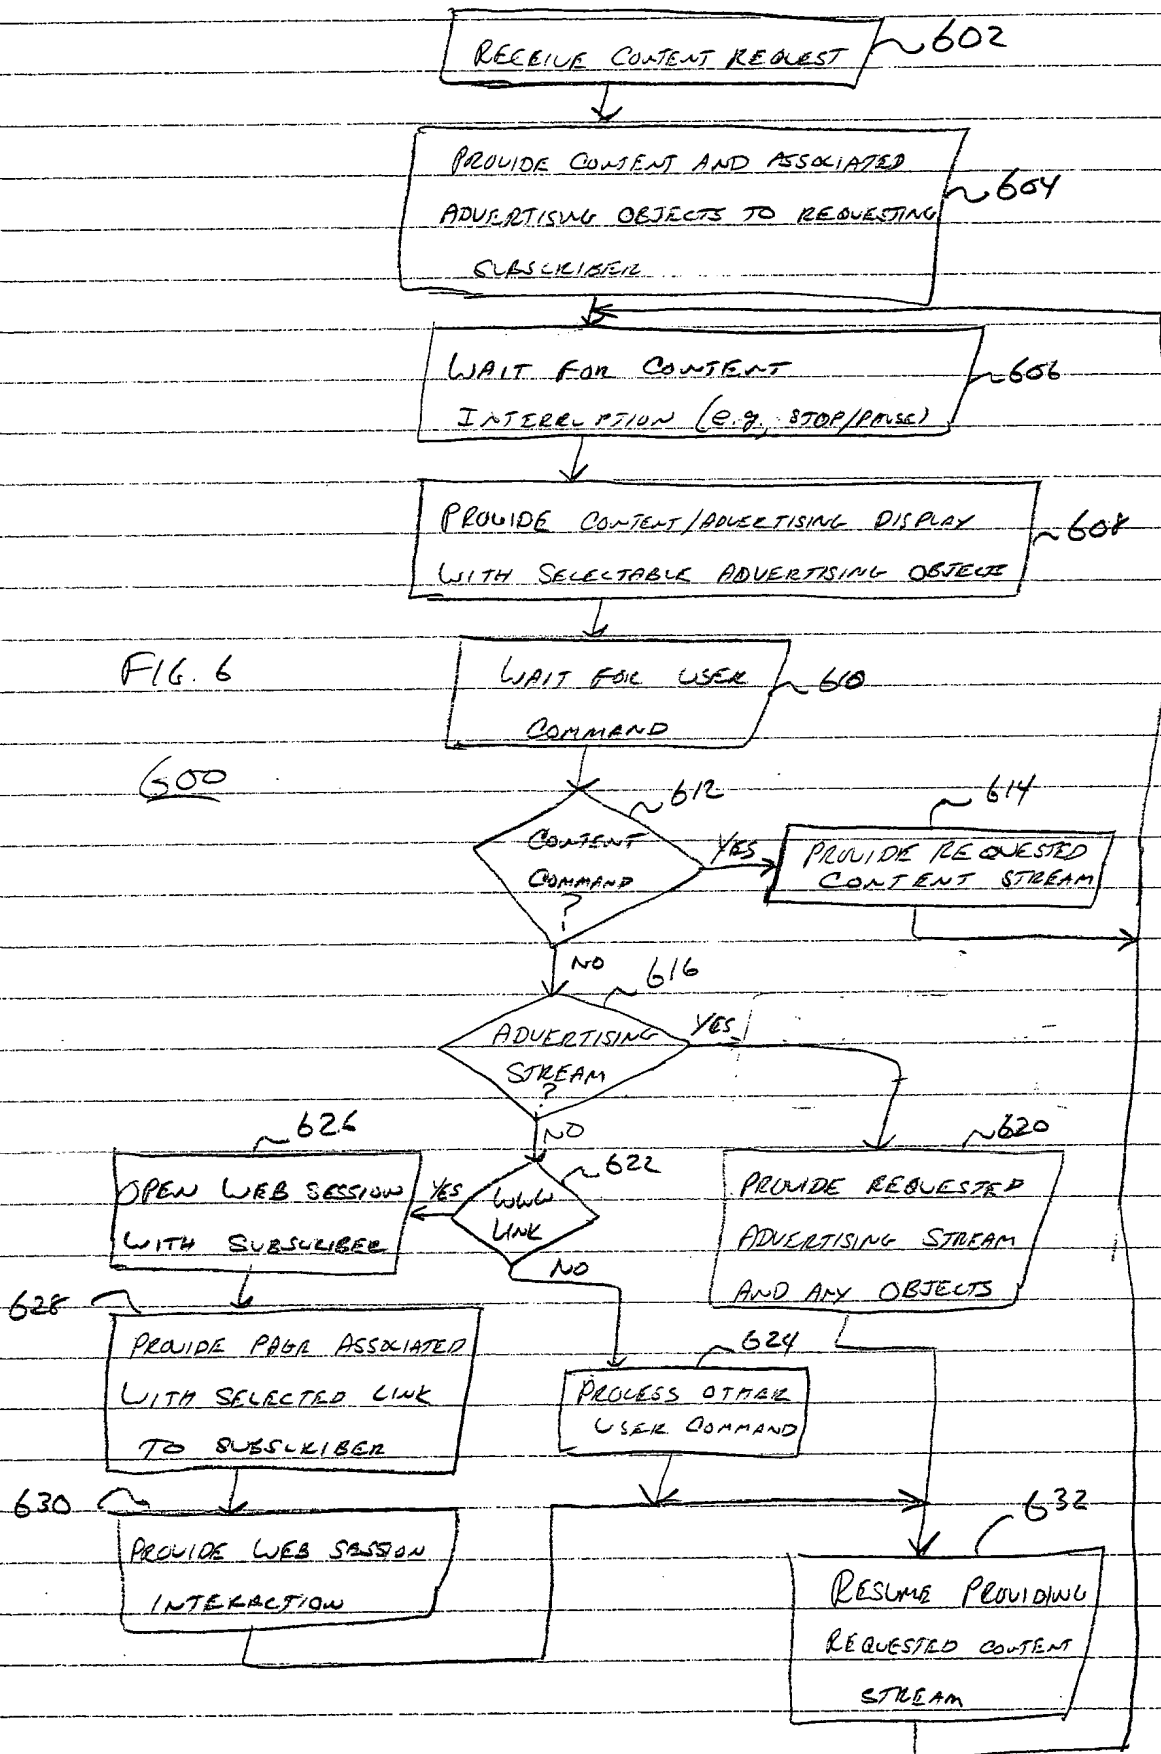 RECEIVE CONTENT REQUEST
602
PROVIDE CONTENT AND ASSOCIATED
ADVERTISING OBJECTS TO REQUESTING
SUBSCRIBER
604
WAIT FOR CONTENT
INTERRUPTION (e.g., STOP/PAUSE)
606
PROVIDE CONTENT/ADVERTISING DISPLAY
WITH SELECTABLE ADVERTISING OBJECTS
608
FIG. 6
WAIT FOR USER
COMMAND
610
600
612
CONTENT
COMMAND
?
YES
614
PROVIDE REQUESTED
CONTENT STREAM
NO
616
ADVERTISING
STREAM
?
YES
NO
626
OPEN WEB SESSION
WITH SUBSCRIBER
YES
622
WWW
LINK
NO
620
PROVIDE REQUESTED
ADVERTISING STREAM
AND ANY OBJECTS
628
PROVIDE PAGE ASSOCIATED
WITH SELECTED LINK
TO SUBSCRIBER
624
PROCESS OTHER
USER COMMAND
630
PROVIDE WEB SESSION
INTERACTION
632
RESUME PROVIDING
REQUESTED CONTENT
STREAM